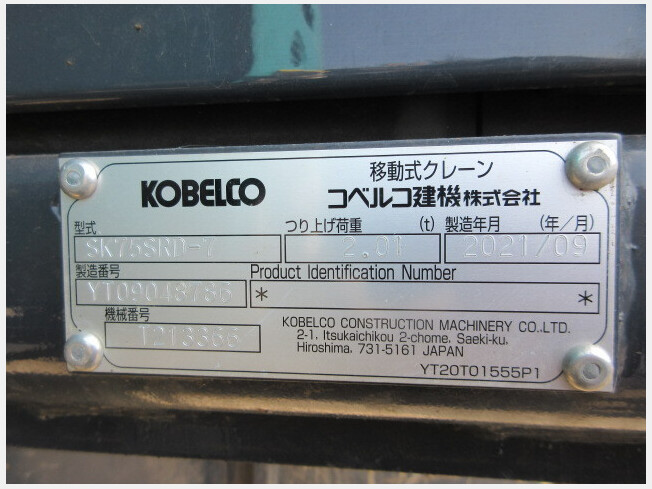 移動式クレーン
KOBELCO コベルコ建機株式会社
型式 つり上げ荷重 (t) 製造年月 (年/月)
SK75SRD-7 2.01 2021/09
製造番号 Product Identification Number
* *
機械番号
KOBELCO CONSTRUCTION MACHINERY CO.,LTD.
2-1, Itsukaichikou 2-chome, Saeki-ku,
Hiroshima, 731-5161 JAPAN
YT20T01555P1